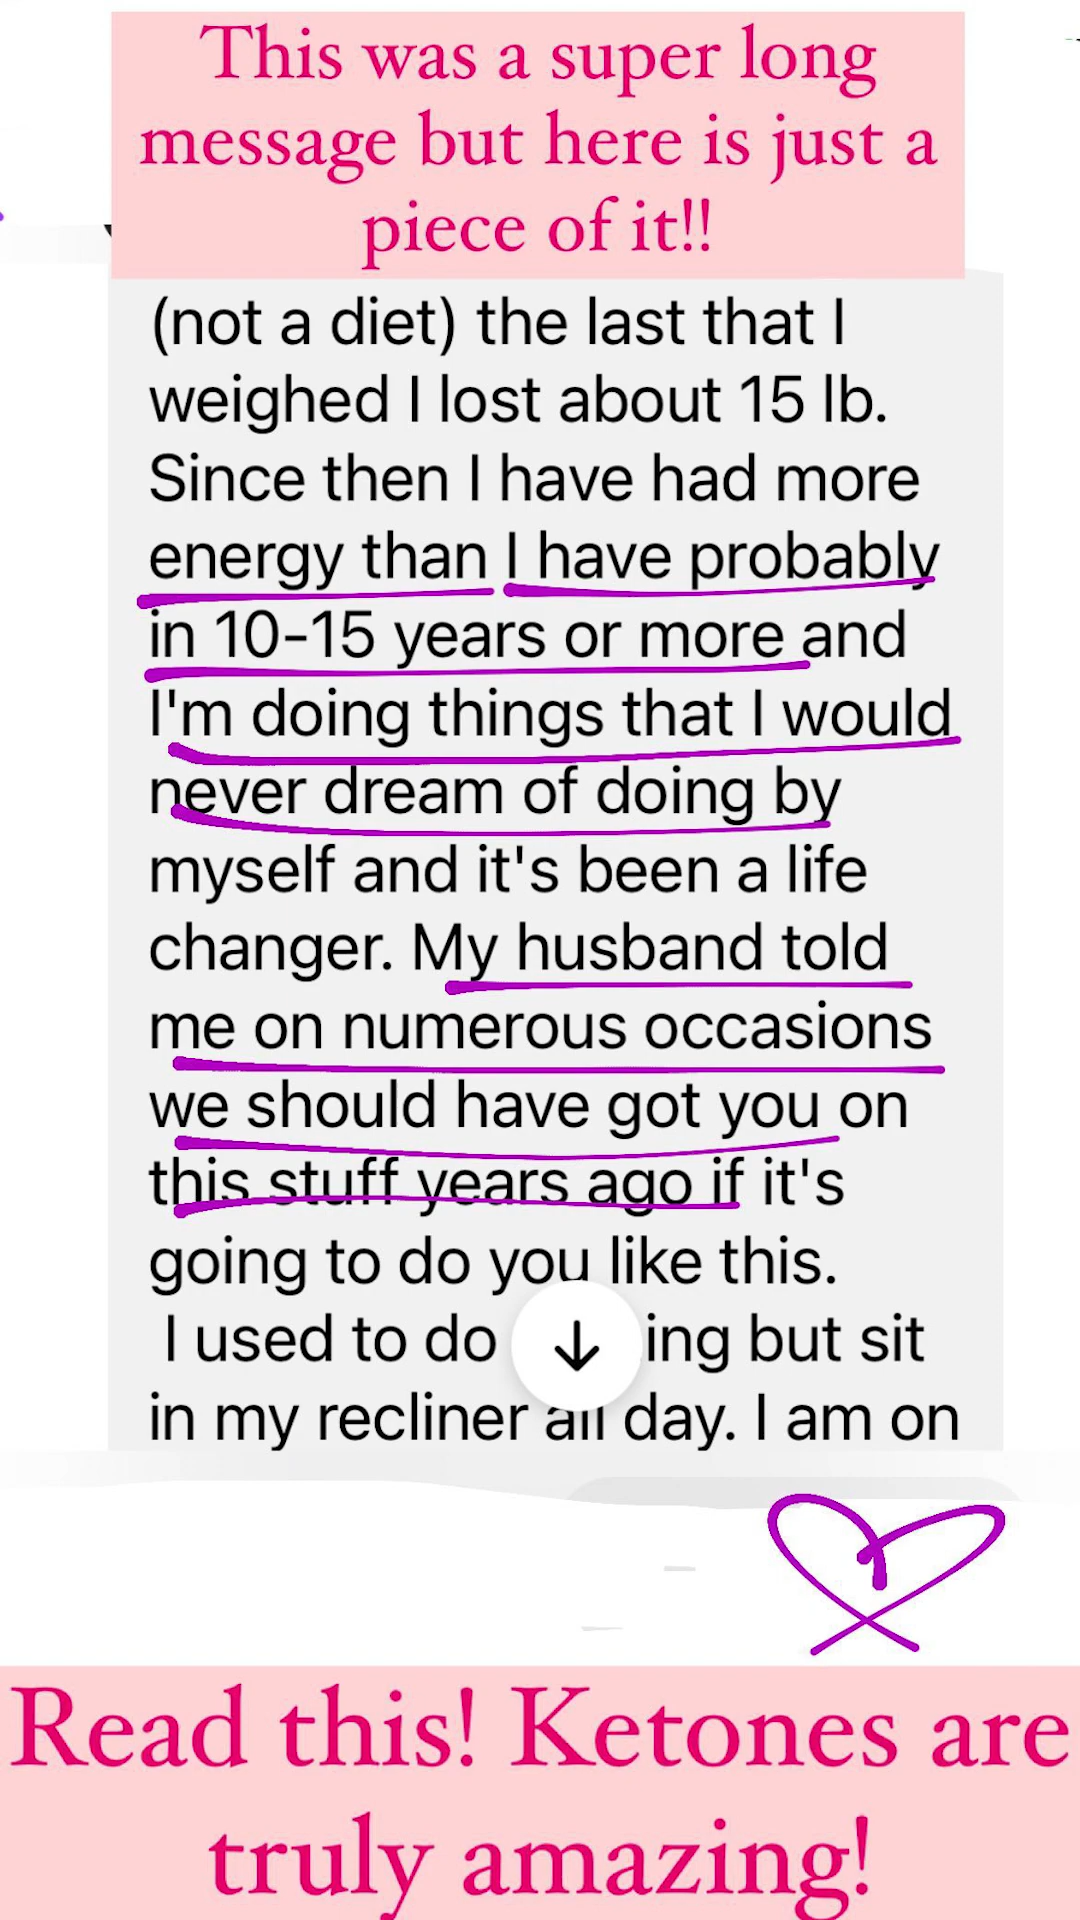 This was a super long
message but here is just a
piece of it!!
(not a diet) the last that I
weighed I lost about 15 lb.
Since then I have had more
energy than I have probably
in 10-15 years or more and
I'm doing things that I would
never dream of doing by
myself and it's been a life
changer. My husband told
me on numerous occasions
we should have got you on
this stuff years ago if it's
going to do you like this.
I used to do ing but sit
in my recliner all day. I am on
Read this! Ketones are
truly amazing!